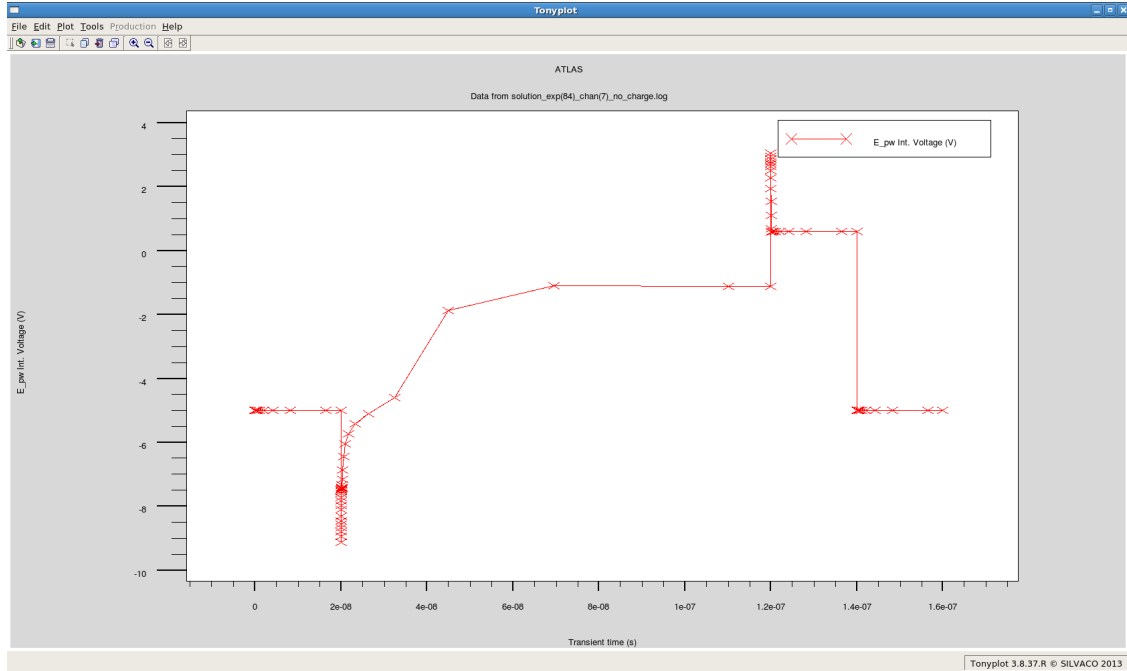 Tonyplot
File Edit Plot Tools Production Help
ATLAS
Data from solution_exp(84)_chan(7)_no_charge.log
E_pw Int. Voltage (V)
4
2
0
-2
-4
-6
-8
-10
E_pw Int. Voltage (V)
0 2e-08 4e-08 6e-08 8e-08 1e-07 1.2e-07 1.4e-07 1.6e-07
Transient time (s)
Tonyplot 3.8.37.R © SILVACO 2013